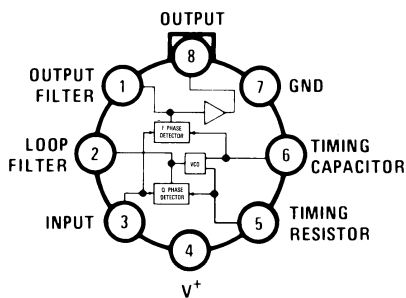 OUTPUT
8
OUTPUT
FILTER
1
7
GND
I PHASE
DETECTOR
LOOP
FILTER
2
VCO
6
TIMING
CAPACITOR
Q PHASE
DETECTOR
INPUT
3
5
TIMING
RESISTOR
4
V+